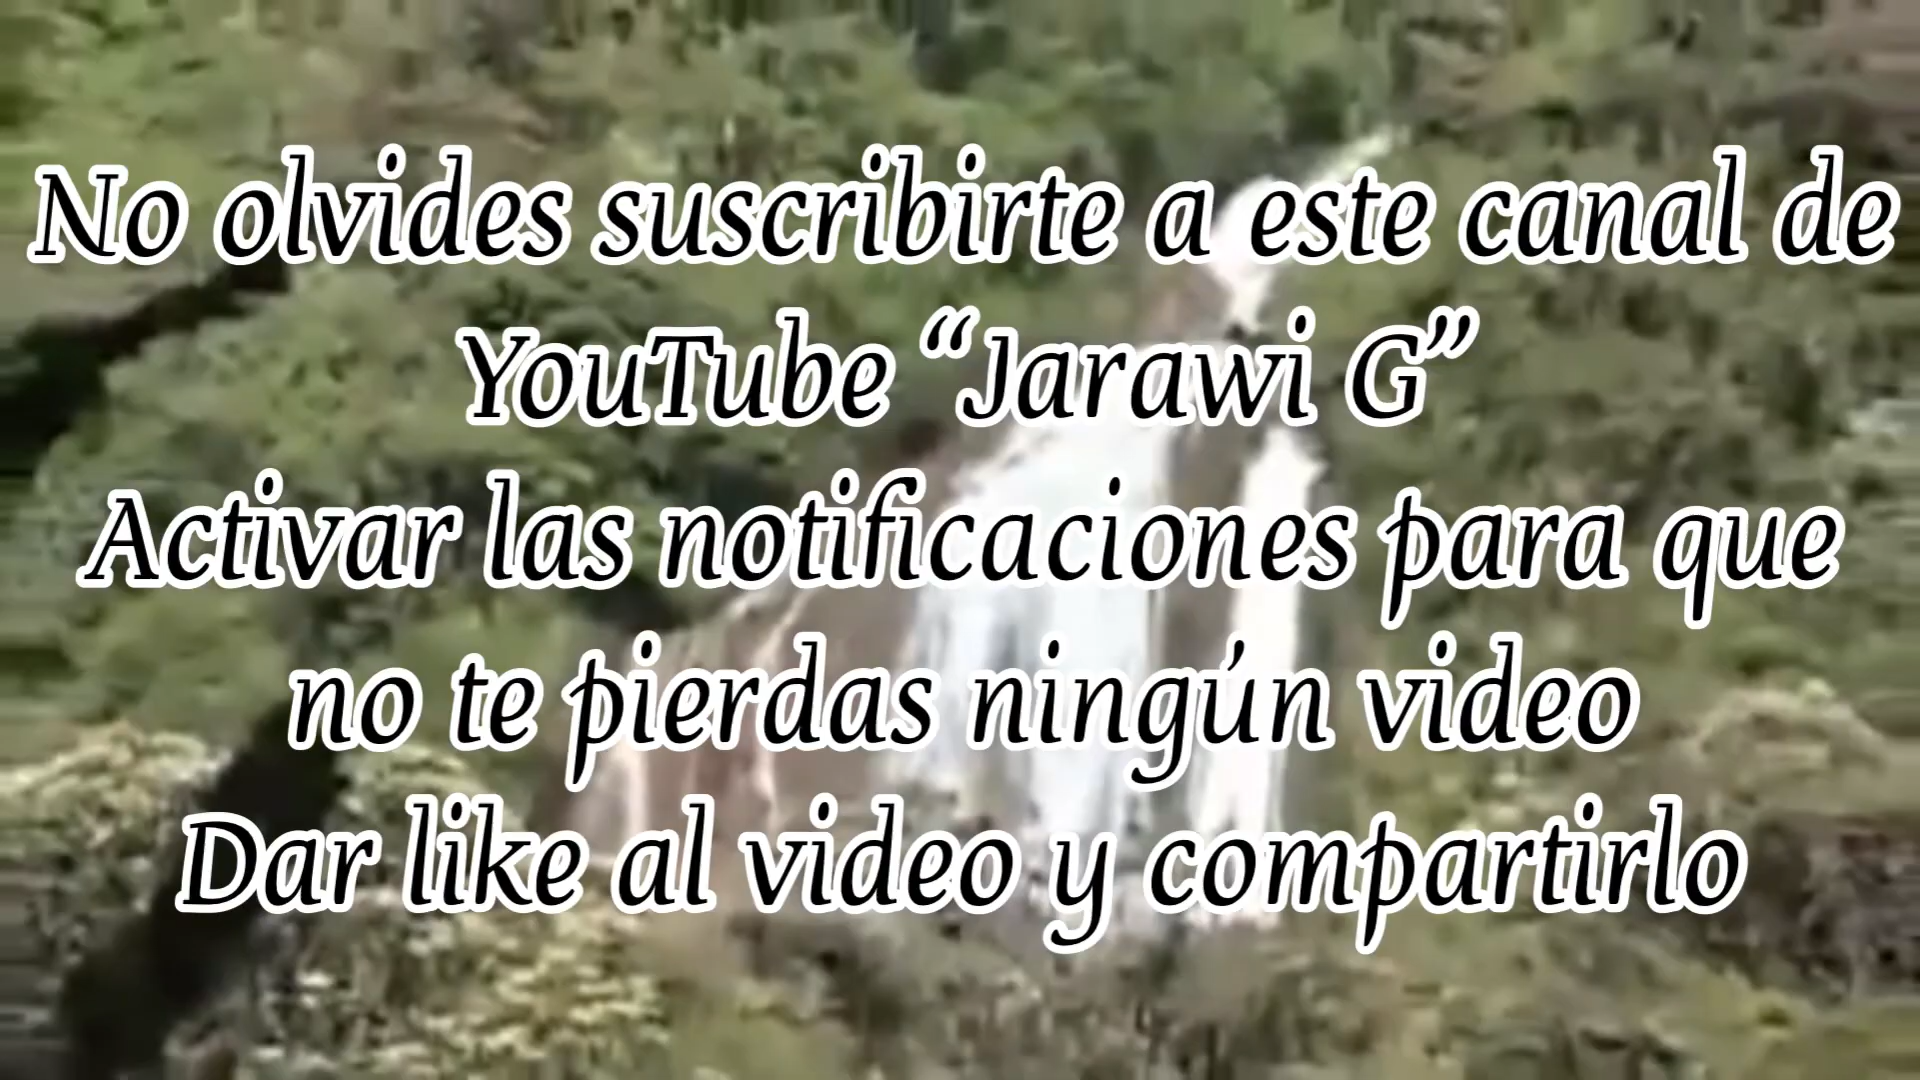 No olvides suscribirte a este canal de
YouTube “Jarawi G”
Activar las notificaciones para que
no te pierdas ningún video
Dar like al video y compartirlo